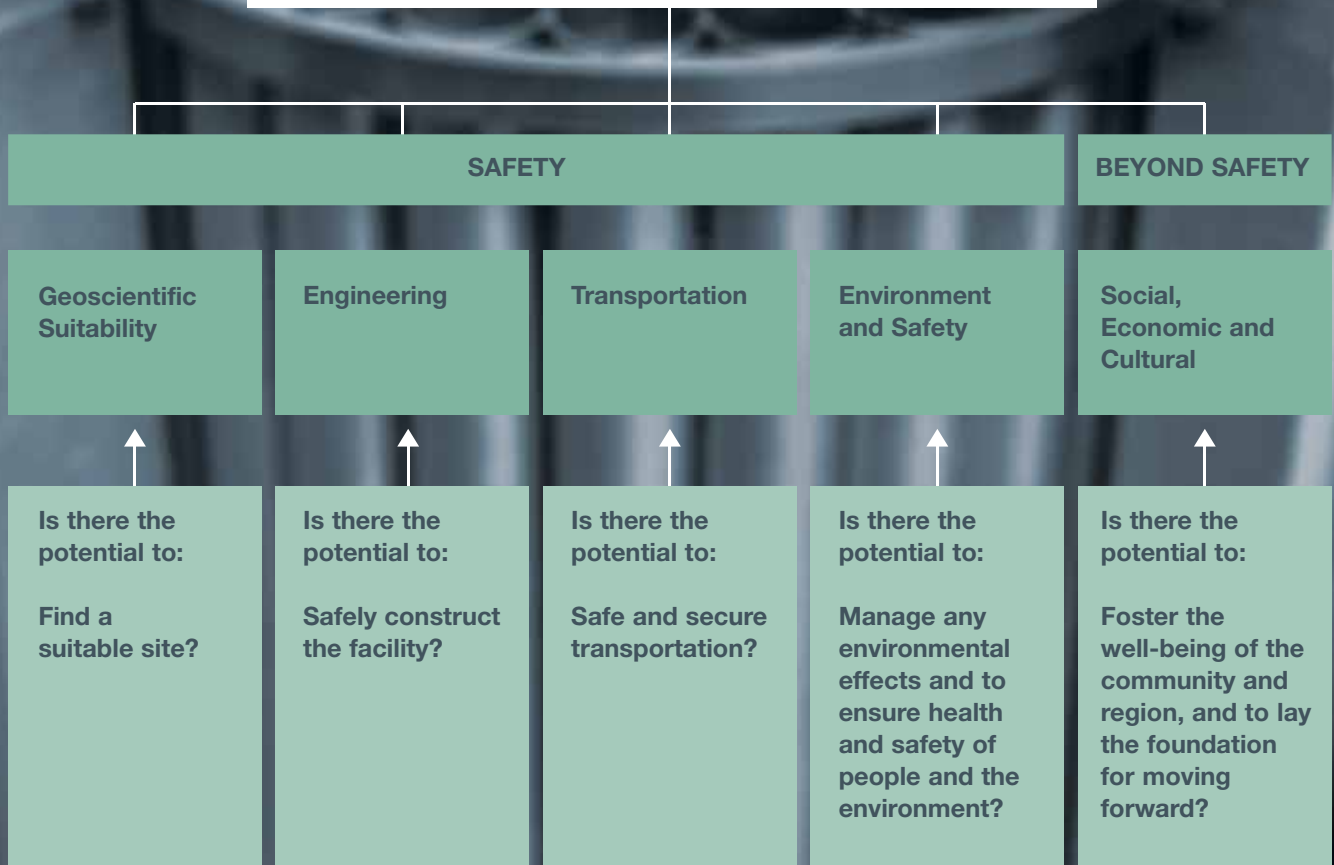 SAFETY
BEYOND SAFETY
Geoscientific
Suitability
Engineering
Transportation
Environment
and Safety
Social,
Economic and
Cultural
Is there the
potential to:
Find a
suitable site?
Is there the
potential to:
Safely construct
the facility?
Is there the
potential to:
Safe and secure
transportation?
Is there the
potential to:
Manage any
environmental
effects and to
ensure health
and safety of
people and the
environment?
Is there the
potential to:
Foster the
well-being of the
community and
region, and to lay
the foundation
for moving
forward?